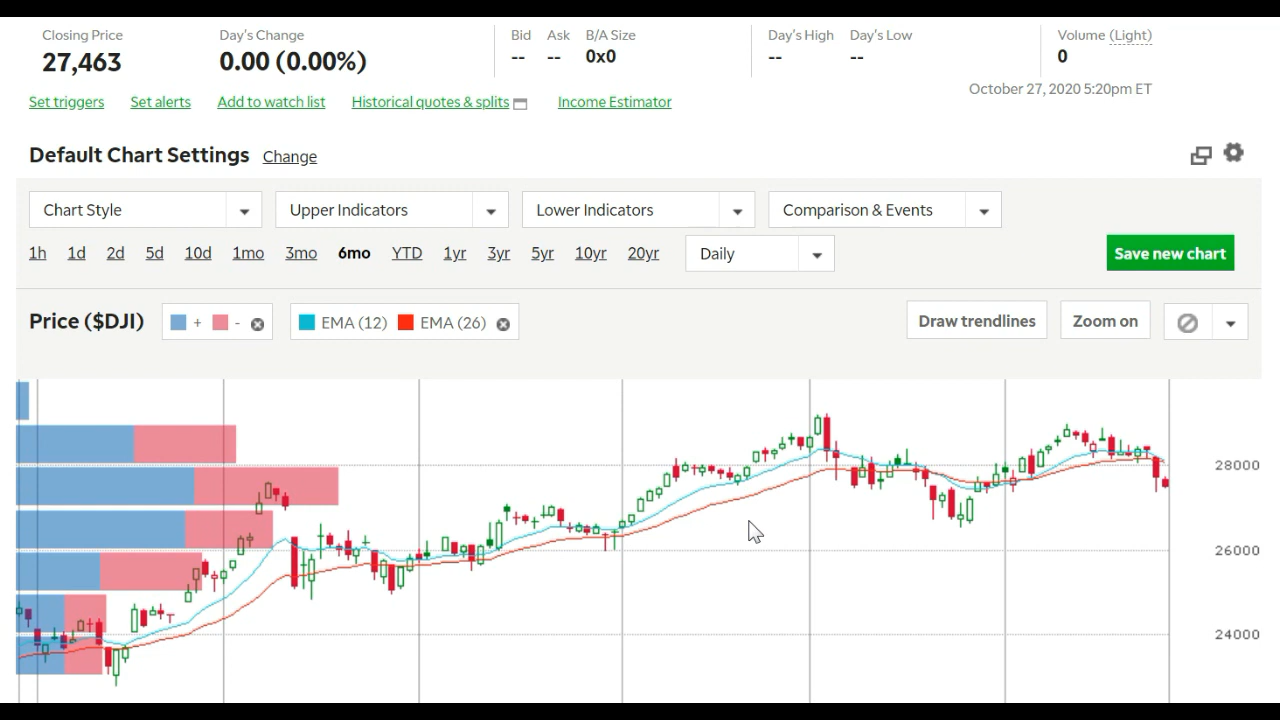 Closing Price Day's Change Bid Ask B/A Size Day's High Day's Low Volume (Light)
27,463 0.00 (0.00%) -- -- 0x0 -- -- 0
October 27, 2020 5:20pm ET
Set triggers Set alerts Add to watch list Historical quotes & splits Income Estimator
Default Chart Settings Change
Chart Style Upper Indicators Lower Indicators Comparison & Events
1h 1d 2d 5d 10d 1mo 3mo 6mo YTD 1yr 3yr 5yr 10yr 20yr Daily Save new chart
Price ($DJI) + - EMA (12) EMA (26) Draw trendlines Zoom on
28000
26000
24000